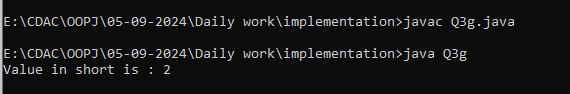 E:\CDAC\OOPJ\05-09-2024\Daily work\implementation>javac Q3g.java
E:\CDAC\OOPJ\05-09-2024\Daily work\implementation>java Q3g
Value in short is : 2